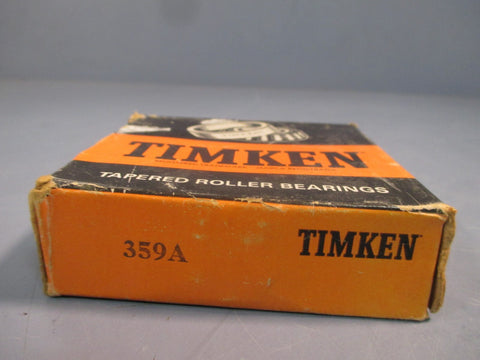 TIMKEN
TAPERED ROLLER BEARINGS
359A TIMKEN